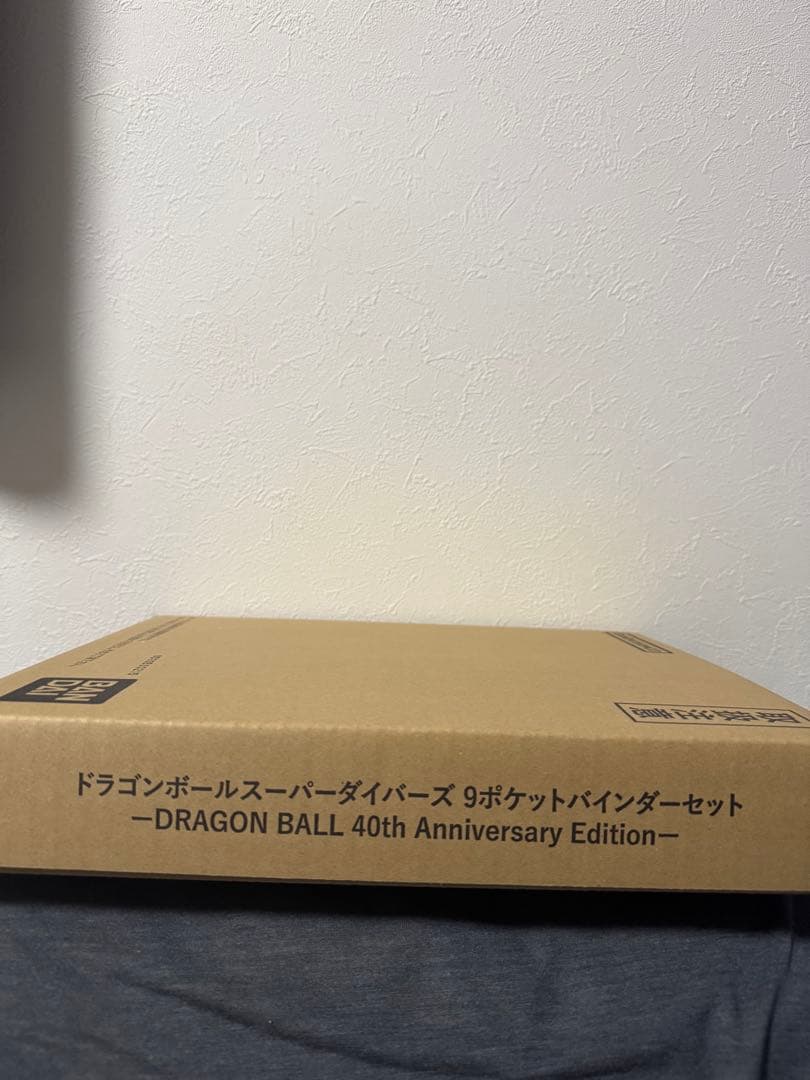 BAN
DAI
ドラゴンボールスーパーダイバーズ 9ポケットバインダーセット
ーDRAGON BALL 40th Anniversary Editionー